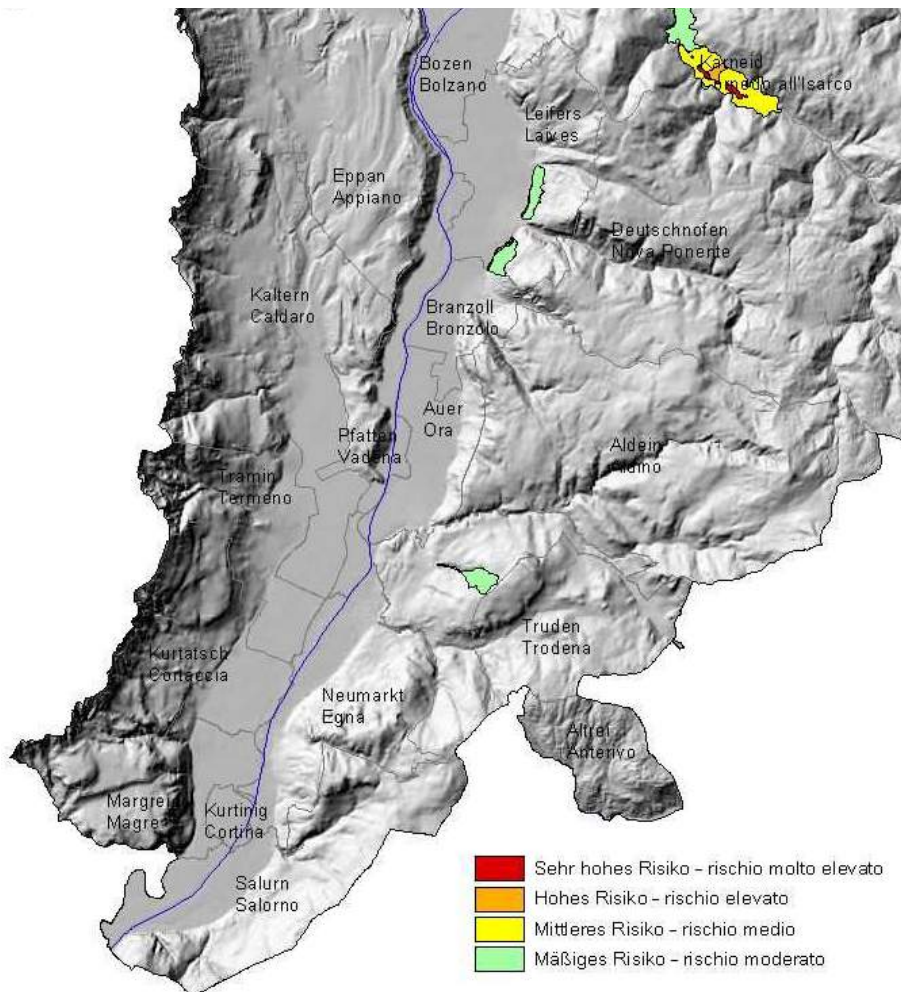 Bozen
Bolzano
Karneid
Cornedo all'Isarco
Leifers
Laives
Eppan
Appiano
Deutschnofen
Nova Ponente
Kaltern
Caldaro
Branzoll
Bronzolo
Auer
Ora
Pfatten
Vadena
Aldein
Aldino
Tramin
Termeno
Truden
Trodena
Kurtatsch
Cortaccia
Neumarkt
Egna
Altrei
Anterivo
Margreid
Magre
Kurtinig
Cortina
Salurn
Salorno
Sehr hohes Risiko - rischio molto elevato
Hohes Risiko - rischio elevato
Mittleres Risiko - rischio medio
Mäßiges Risiko - rischio moderato